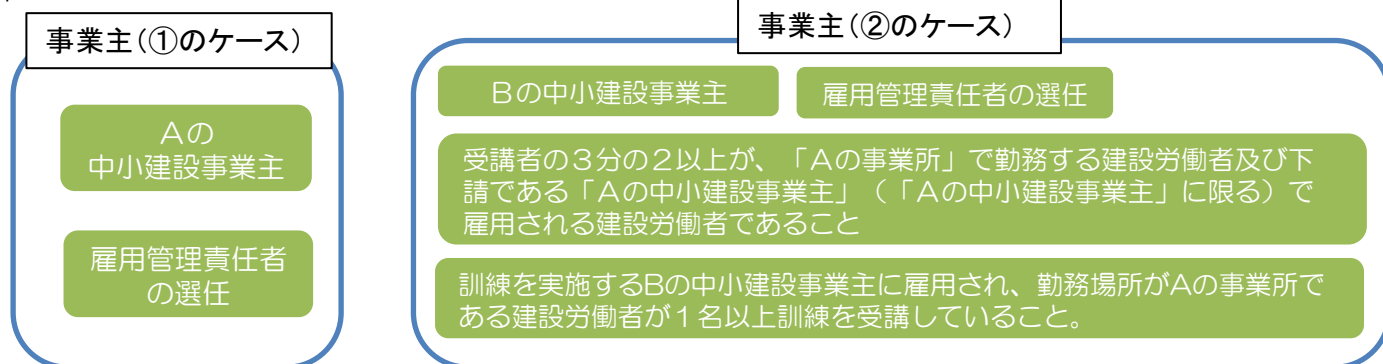 事業主(①のケース)
Aの
中小建設事業主
雇用管理責任者
の選任
事業主(②のケース)
Bの中小建設事業主
雇用管理責任者の選任
受講者の3分の2以上が、「Aの事業所」で勤務する建設労働者及び下
請である「Aの中小建設事業主」(「Aの中小建設事業主」に限る)で
雇用される建設労働者であること
訓練を実施するBの中小建設事業主に雇用され、勤務場所がAの事業所で
ある建設労働者が1名以上訓練を受講していること。